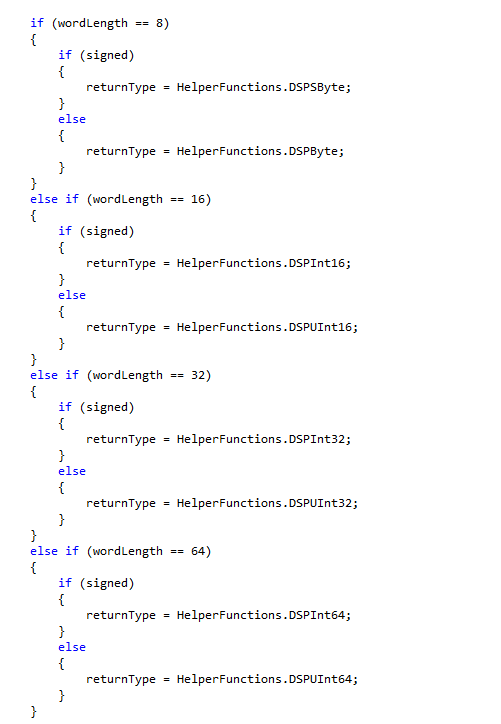 if (wordLength == 8)
{
    if (signed)
    {
        returnType = HelperFunctions.DSPSByte;
    }
    else
    {
        returnType = HelperFunctions.DSPByte;
    }
}
else if (wordLength == 16)
{
    if (signed)
    {
        returnType = HelperFunctions.DSPInt16;
    }
    else
    {
        returnType = HelperFunctions.DSPUInt16;
    }
}
else if (wordLength == 32)
{
    if (signed)
    {
        returnType = HelperFunctions.DSPInt32;
    }
    else
    {
        returnType = HelperFunctions.DSPUInt32;
    }
}
else if (wordLength == 64)
{
    if (signed)
    {
        returnType = HelperFunctions.DSPInt64;
    }
    else
    {
        returnType = HelperFunctions.DSPUInt64;
    }
}